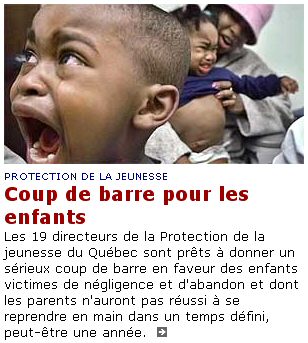 PROTECTION DE LA JEUNESSE
Coup de barre pour les
enfants
Les 19 directeurs de la Protection de la
jeunesse du Québec sont prêts à donner un
sérieux coup de barre en faveur des enfants
victimes de négligence et d'abandon et dont
les parents n'auront pas réussi à se
reprendre en main dans un temps défini,
peut-être une année.